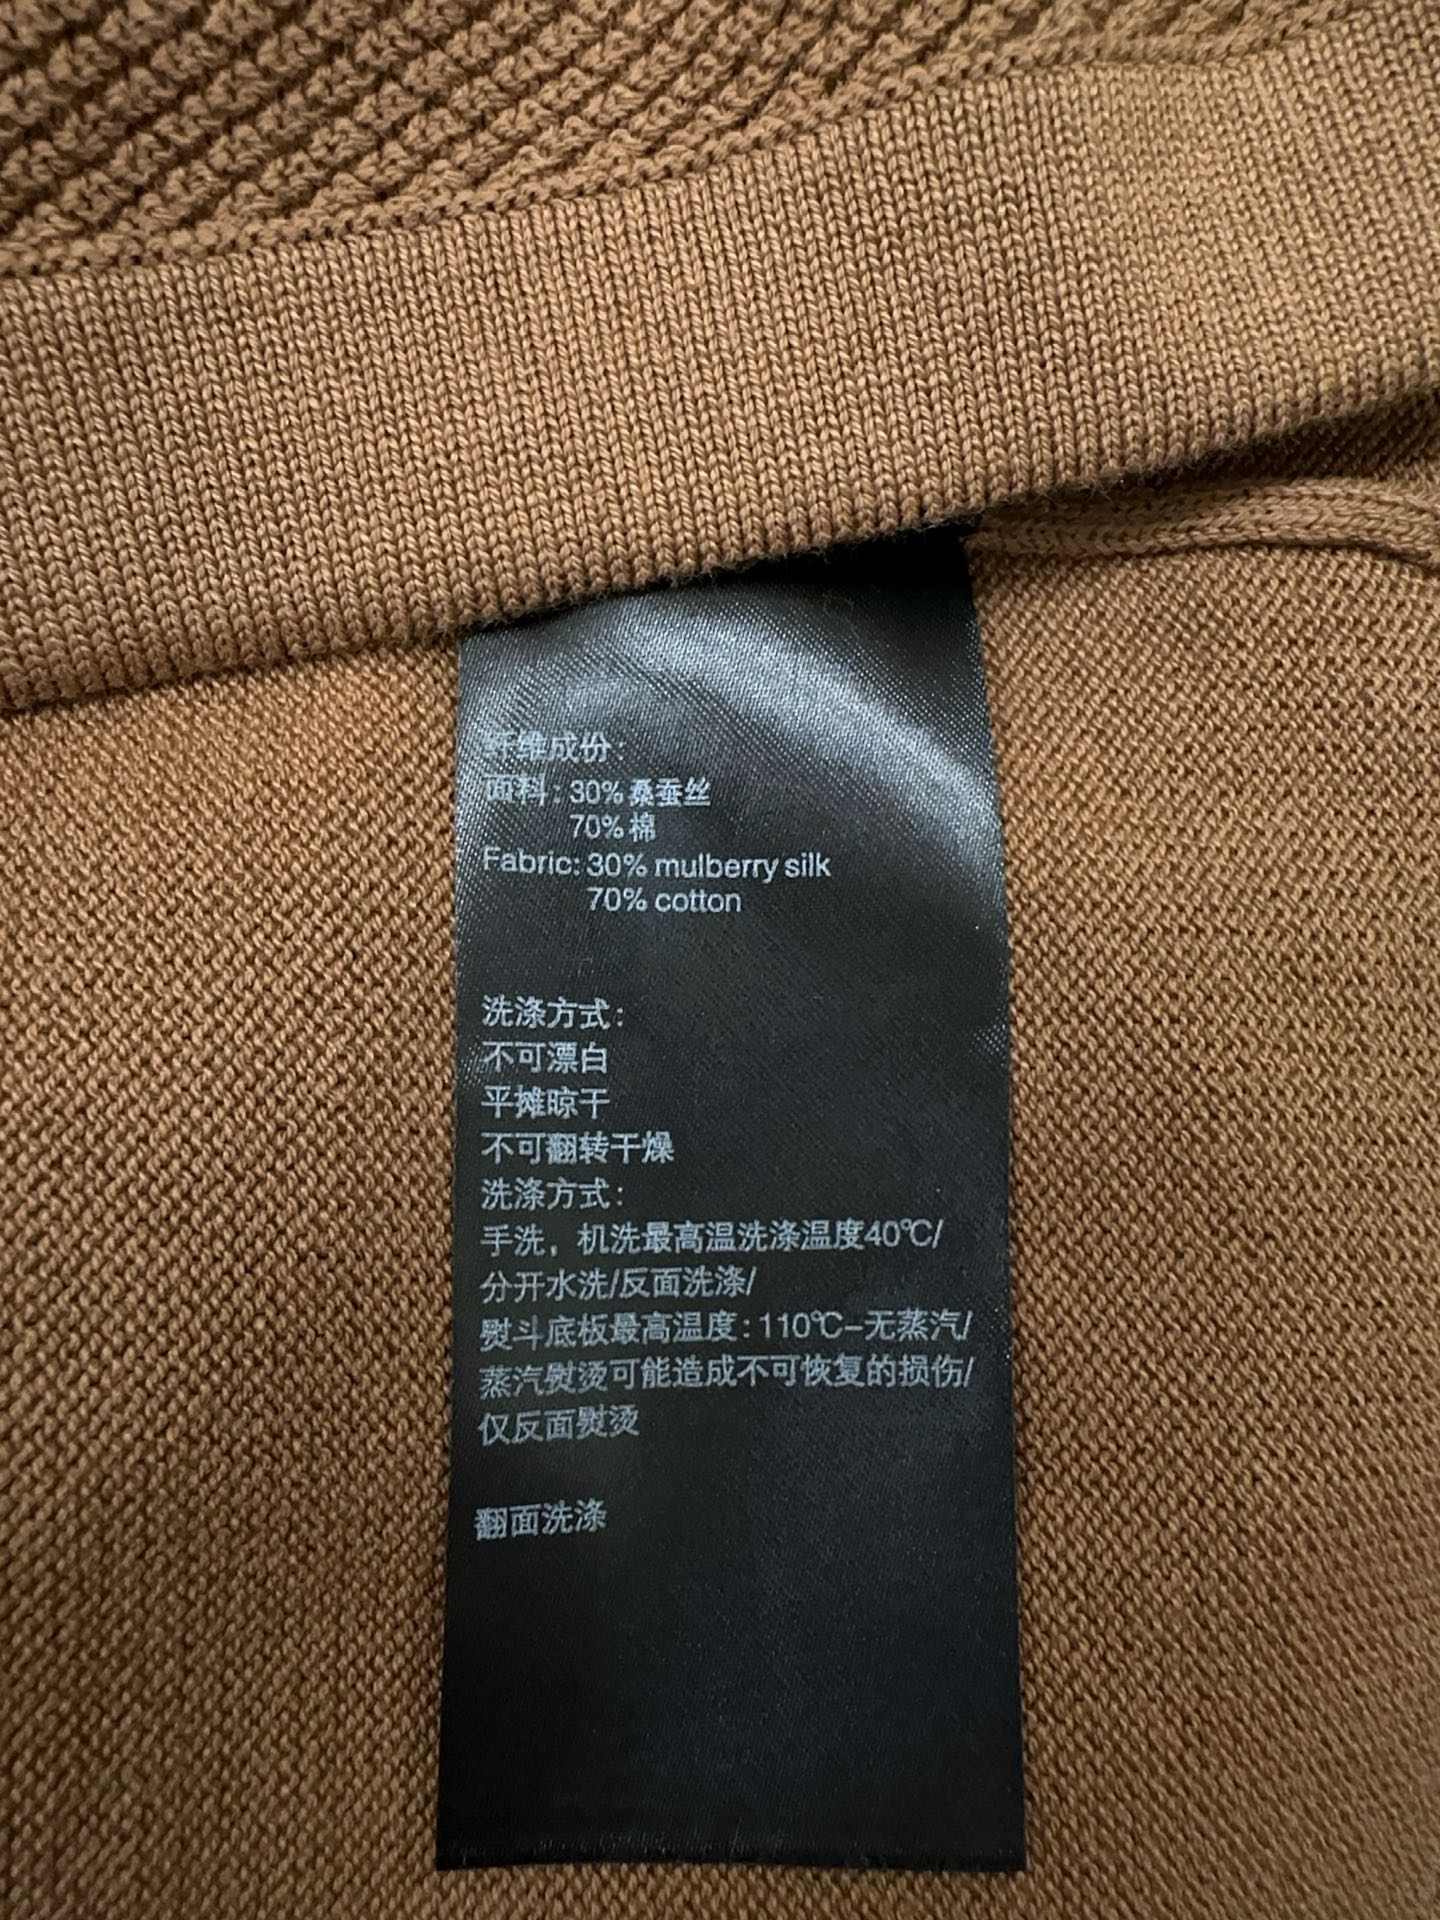 纤维成份：
面料：30%桑蚕丝
70%棉
Fabric: 30% mulberry silk
70% cotton
洗涤方式：
不可漂白
平摊晾干
不可翻转干燥
洗涤方式：
手洗，机洗最高温洗涤温度40℃/
分开水洗/反面洗涤/
熨斗底板最高温度：110℃-无蒸汽/
蒸汽熨烫可能造成不可恢复的损伤/
仅反面熨烫
翻面洗涤